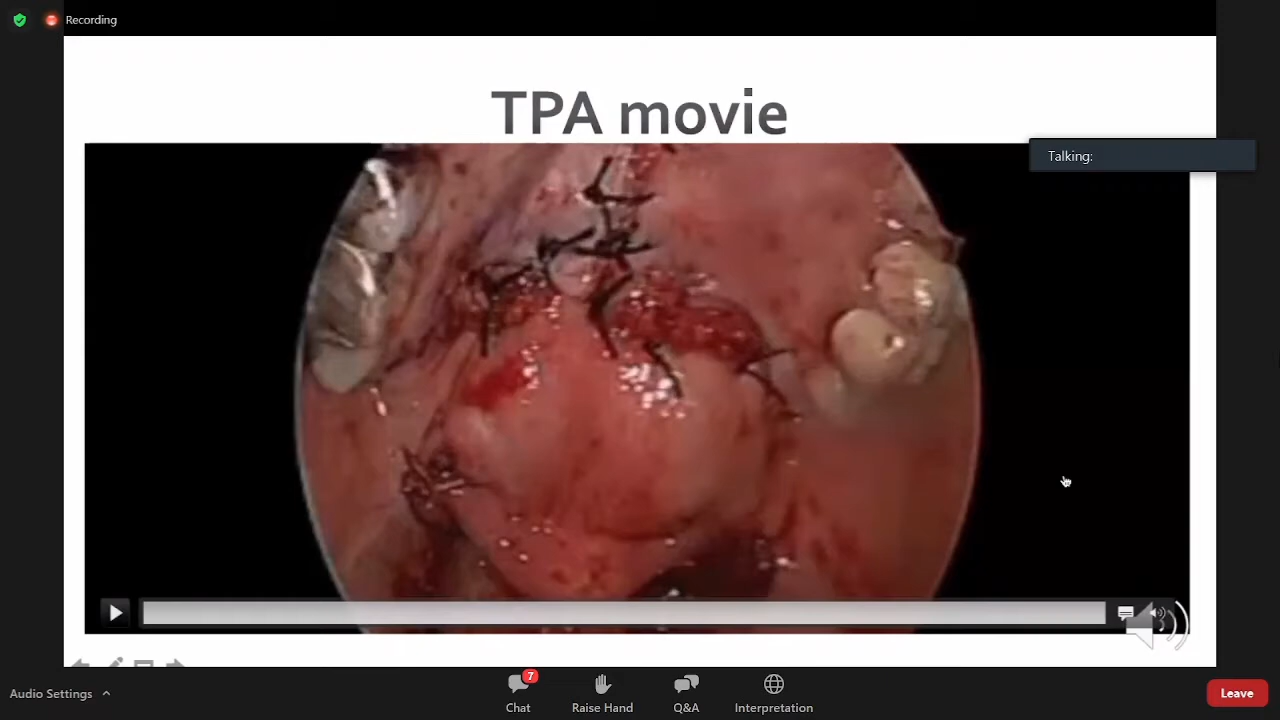 Recording
TPA movie
Talking:
Audio Settings
7
Chat
Raise Hand
Q&A
Interpretation
Leave